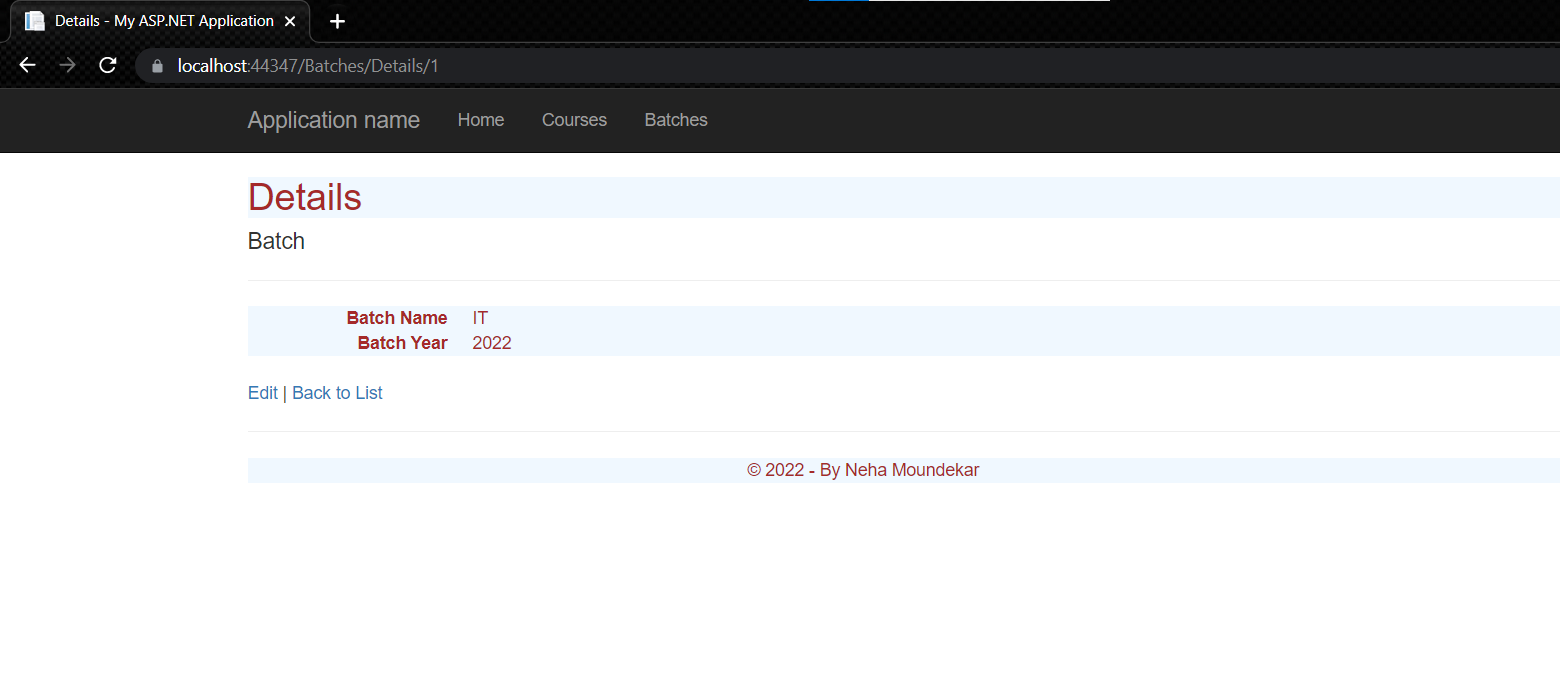 Details - My ASP.NET Application
localhost:44347/Batches/Details/1
Application name Home Courses Batches
Details
Batch
Batch Name IT
Batch Year 2022
Edit | Back to List
© 2022 - By Neha Moundekar